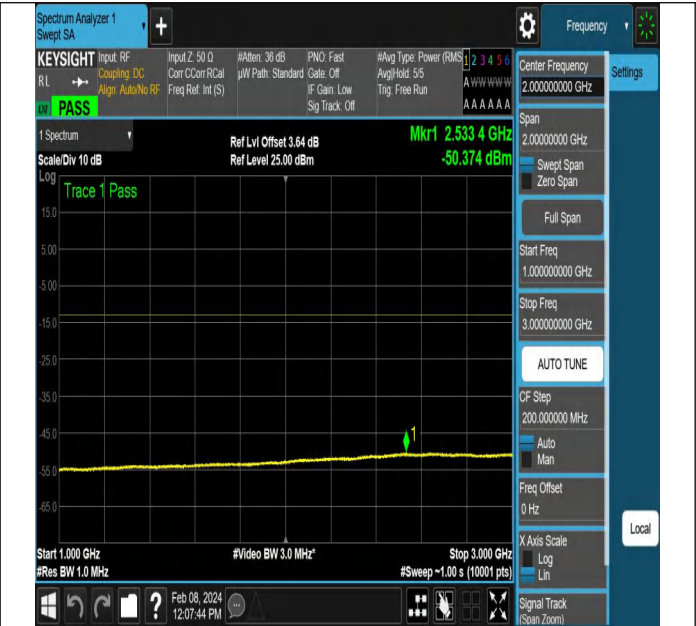 Spectrum Analyzer 1
Swept SA
+
Frequency
KEYSIGHT
RL
PASS
Input: RF
Coupling: DC
Align: Auto/No RF
Input Z: 50 Ω
Corr CCorr RCal
Freq Ref: Int (S)
#Atten: 36 dB
µW Path: Standard
PNO: Fast
Gate: Off
IF Gain: Low
Sig Track: Off
#Avg Type: Power (RMS
Avg|Hold: 5/5
Trig: Free Run
1 2 3 4 5 6
A W W W W W
A A A A A A
1 Spectrum
Scale/Div 10 dB
Ref Lvl Offset 3.64 dB
Ref Level 25.00 dBm
Mkr1 2.533 4 GHz
-50.374 dBm
Log
Trace 1 Pass
15.0
5.00
-5.00
-15.0
-25.0
-35.0
-45.0
-55.0
-65.0
1
Start 1.000 GHz
#Res BW 1.0 MHz
#Video BW 3.0 MHz*
Stop 3.000 GHz
#Sweep ~1.00 s (10001 pts)
?
Feb 08, 2024
12:07:44 PM
Center Frequency
2.000000000 GHz
Settings
Span
2.00000000 GHz
Swept Span
Zero Span
Full Span
Start Freq
1.000000000 GHz
Stop Freq
3.000000000 GHz
AUTO TUNE
CF Step
200.000000 MHz
Auto
Man
Freq Offset
0 Hz
Local
X Axis Scale
Log
Lin
Signal Track
(Span Zoom)